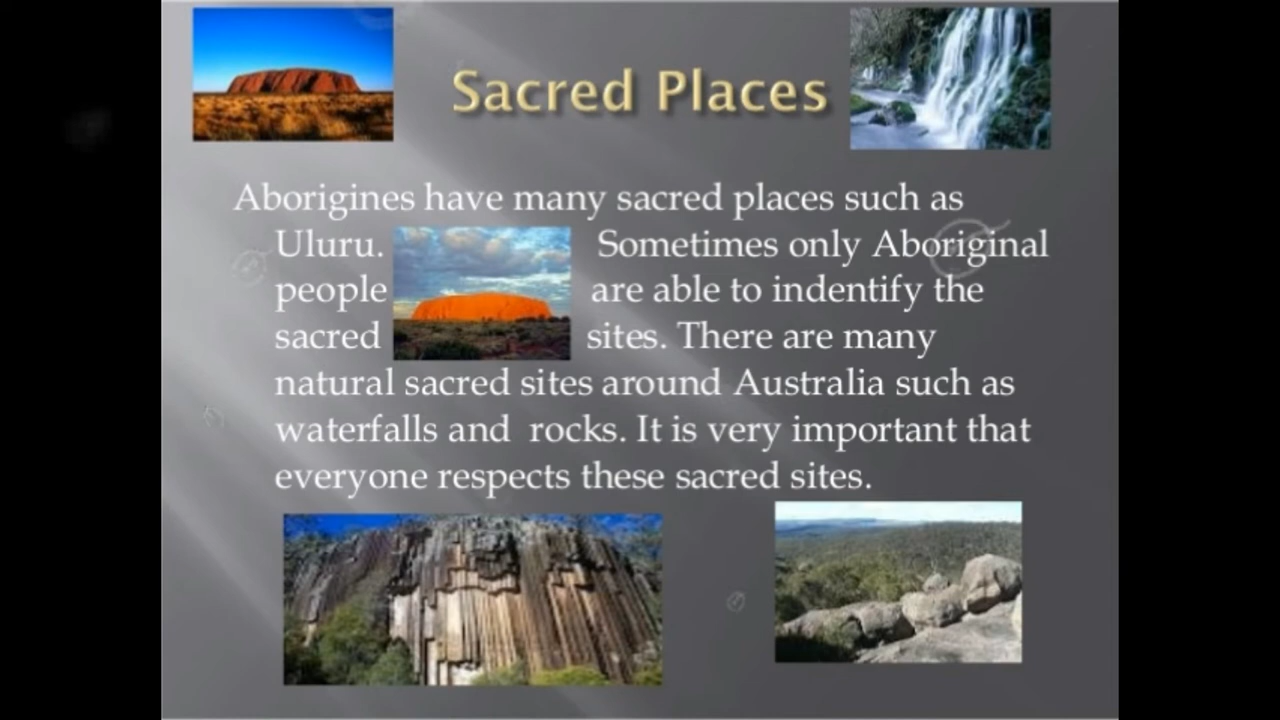 Sacred Places
Aborigines have many sacred places such as
Uluru. Sometimes only Aboriginal
people are able to indentify the
sacred sites. There are many
natural sacred sites around Australia such as
waterfalls and rocks. It is very important that
everyone respects these sacred sites.